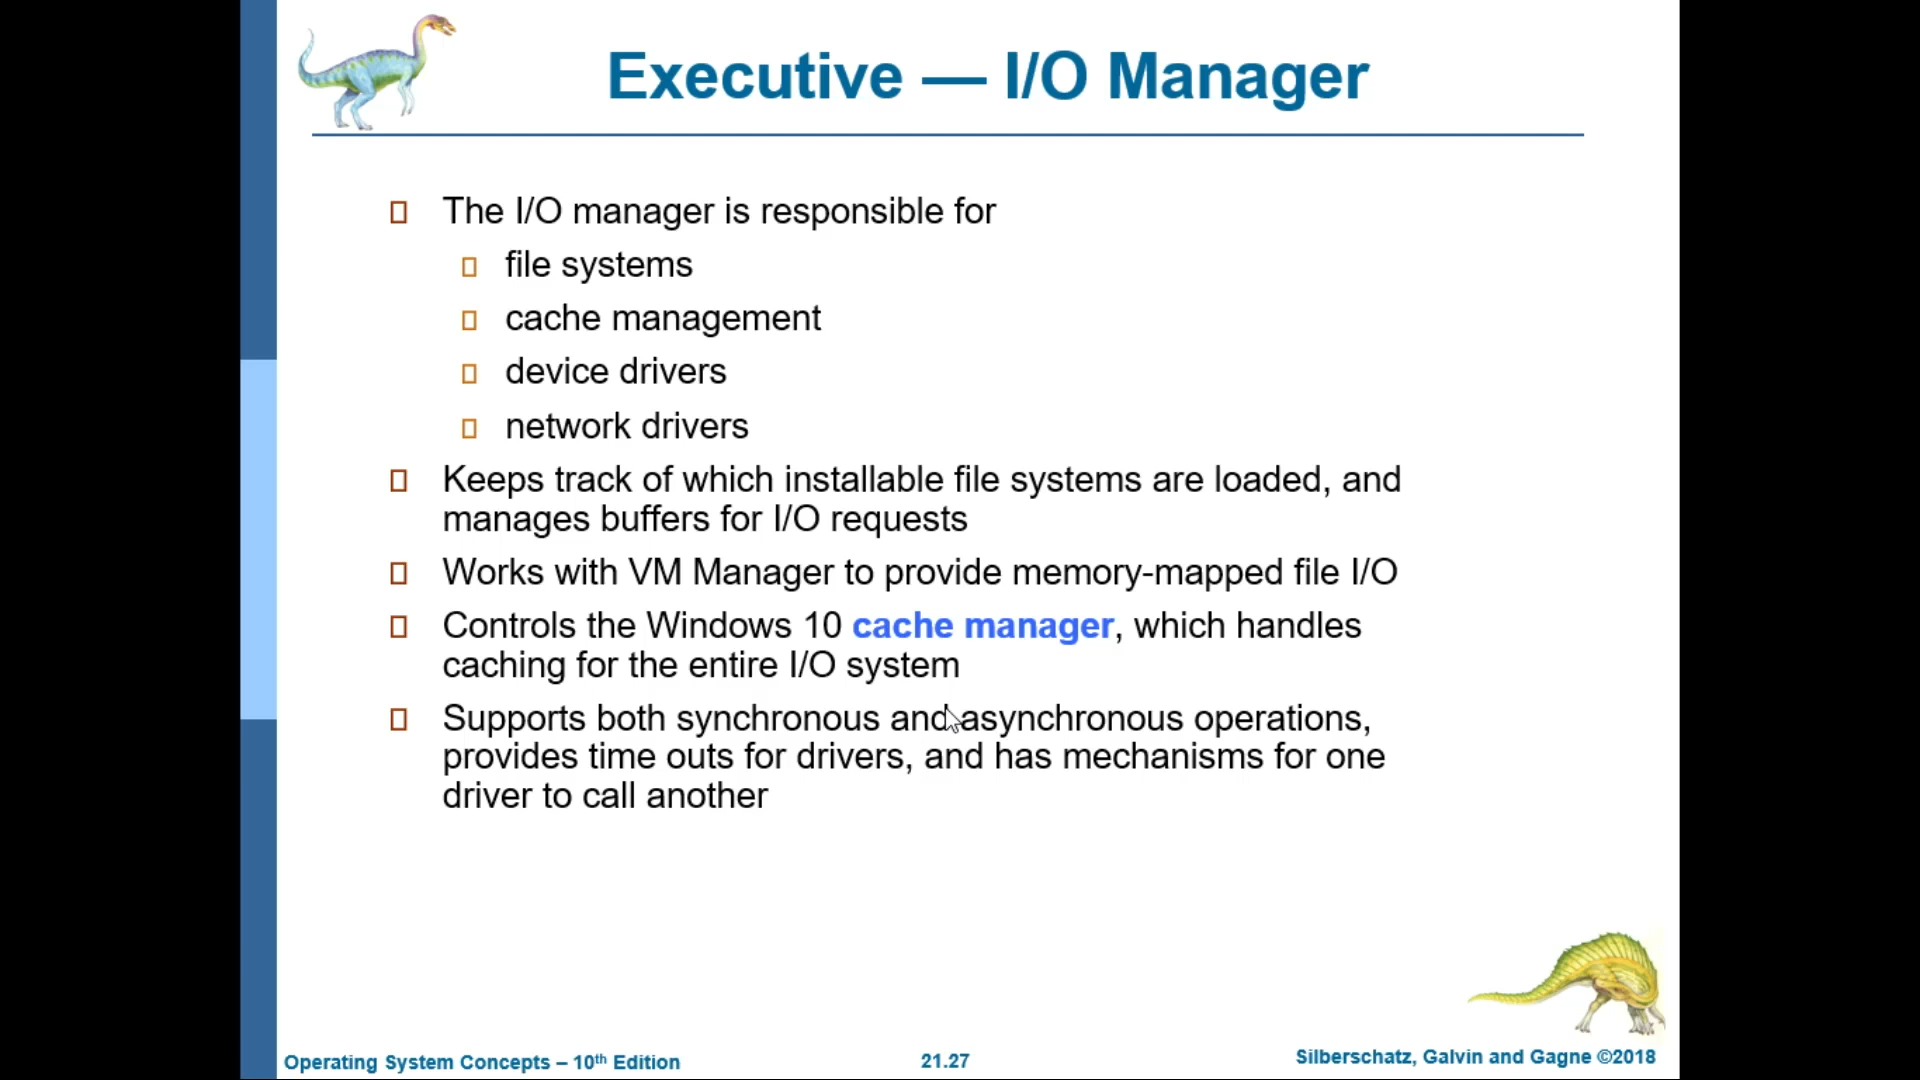 Executive — I/O Manager
The I/O manager is responsible for
file systems
cache management
device drivers
network drivers
Keeps track of which installable file systems are loaded, and
manages buffers for I/O requests
Works with VM Manager to provide memory-mapped file I/O
Controls the Windows 10 cache manager, which handles
caching for the entire I/O system
Supports both synchronous and asynchronous operations,
provides time outs for drivers, and has mechanisms for one
driver to call another
Operating System Concepts – 10th Edition
21.27
Silberschatz, Galvin and Gagne ©2018